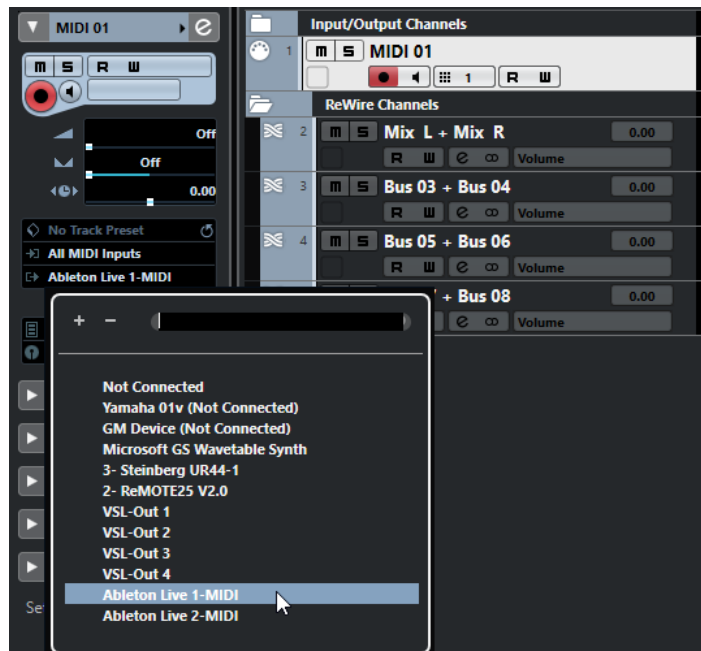 MIDI 01
e
m S R W
Off
Off
0.00
No Track Preset
All MIDI Inputs
Ableton Live 1-MIDI
Input/Output Channels
1 m S MIDI 01
1 R W
ReWire Channels
2 m S Mix L + Mix R 0.00
R W e Volume
3 m S Bus 03 + Bus 04 0.00
R W e Volume
4 m S Bus 05 + Bus 06 0.00
R W e Volume
+ Bus 08 0.00
e Volume
+ −
Not Connected
Yamaha 01v (Not Connected)
GM Device (Not Connected)
Microsoft GS Wavetable Synth
3- Steinberg UR44-1
2- ReMOTE25 V2.0
VSL-Out 1
VSL-Out 2
VSL-Out 3
VSL-Out 4
Ableton Live 1-MIDI
Ableton Live 2-MIDI
Se